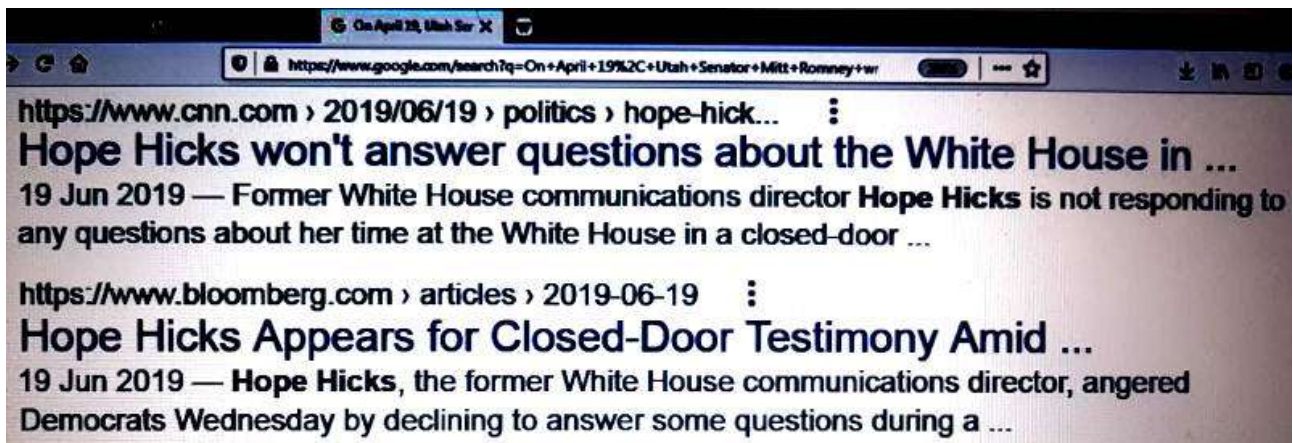 On April 19, Utah Ser
https://www.google.com/search?q=On+April+19%2C+Utah+Senator+Mitt+Romney+wr
https://www.cnn.com › 2019/06/19 › politics › hope-hick...
Hope Hicks won't answer questions about the White House in ...
19 Jun 2019 — Former White House communications director Hope Hicks is not responding to
any questions about her time at the White House in a closed-door ...
https://www.bloomberg.com › articles › 2019-06-19
Hope Hicks Appears for Closed-Door Testimony Amid ...
19 Jun 2019 — Hope Hicks, the former White House communications director, angered
Democrats Wednesday by declining to answer some questions during a ...